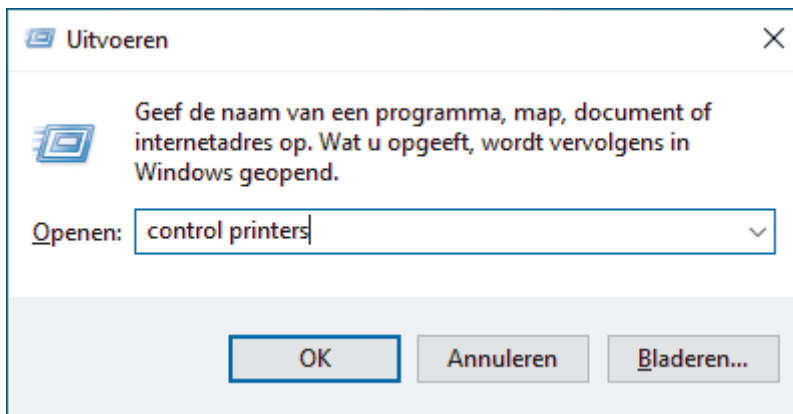 Uitvoeren
Geef de naam van een programma, map, document of
internetadres op. Wat u opgeeft, wordt vervolgens in
Windows geopend.
Openen: control printers
OK Annuleren Bladeren...